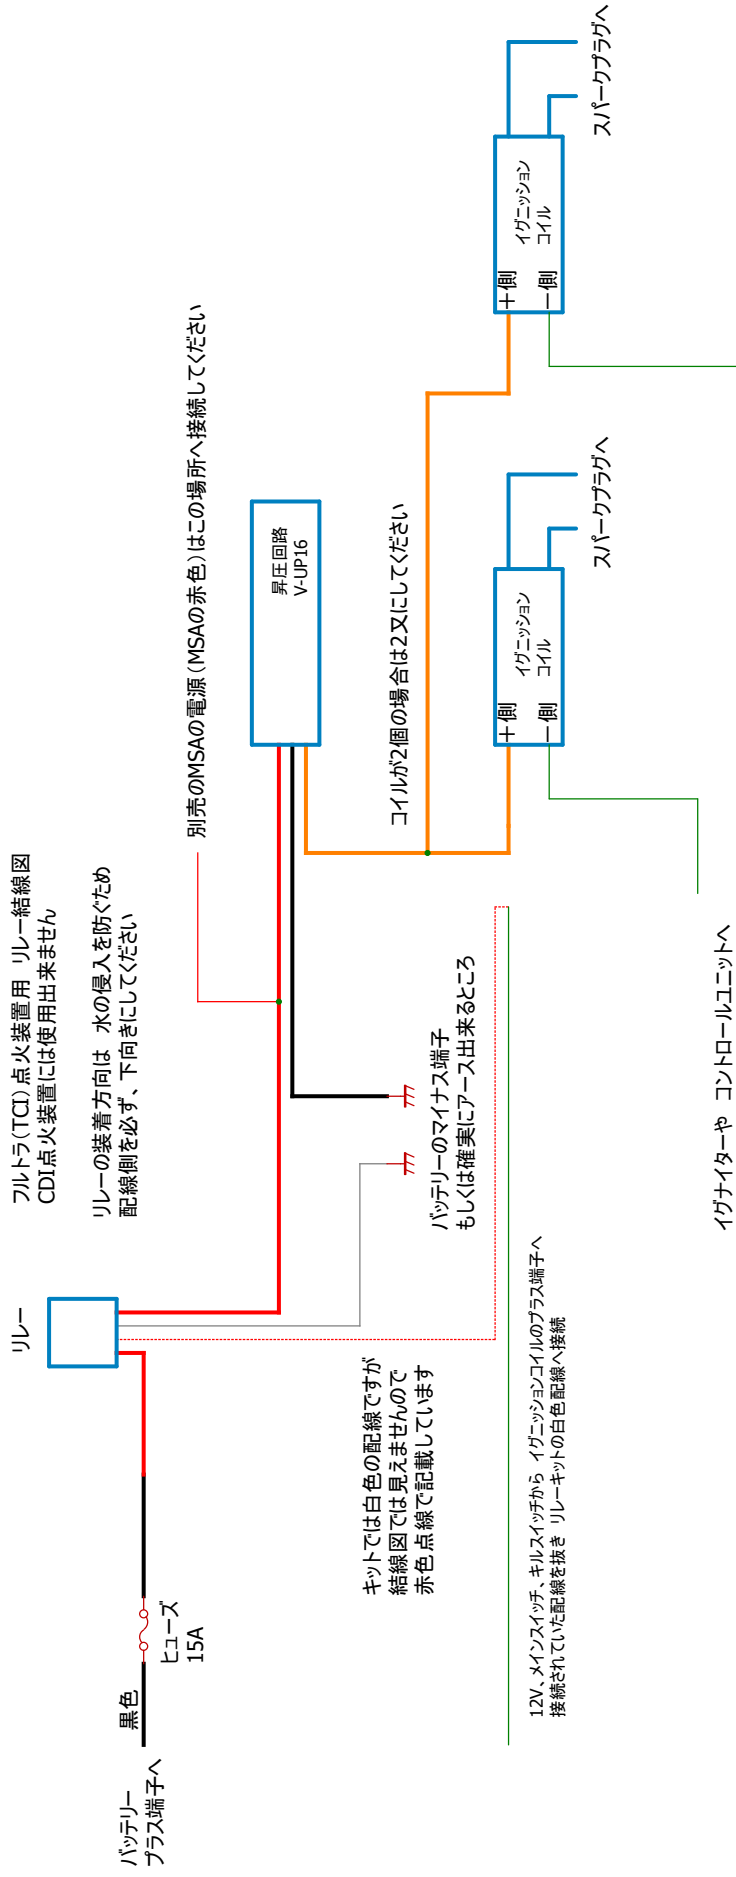 フルトラ(TCI)点火装置用 リレー結線図
CDI点火装置には使用出来ません
リレーの装着方向は 水の侵入を防ぐため
配線側を必ず、下向きにしてください
リレー
別売のMSAの電源(MSAの赤色)はこの場所へ接続してください
昇圧回路
V-UP16
コイルが2個の場合は2又にしてください
イグニッション
コイル
+側
−側
スパークプラグへ
イグニッション
コイル
+側
−側
スパークプラグへ
バッテリー
プラス端子へ
黒色
ヒューズ
15A
バッテリーのマイナス端子
もしくは確実にアース出来るところ
キットでは白色の配線ですが
結線図では見えませんので
赤色点線で記載しています
12V、メインスイッチ、キルスイッチから イグニッションコイルのプラス端子へ
接続されていた配線を抜き リレーキットの白色配線へ接続
イグナイターや コントロールユニットへ